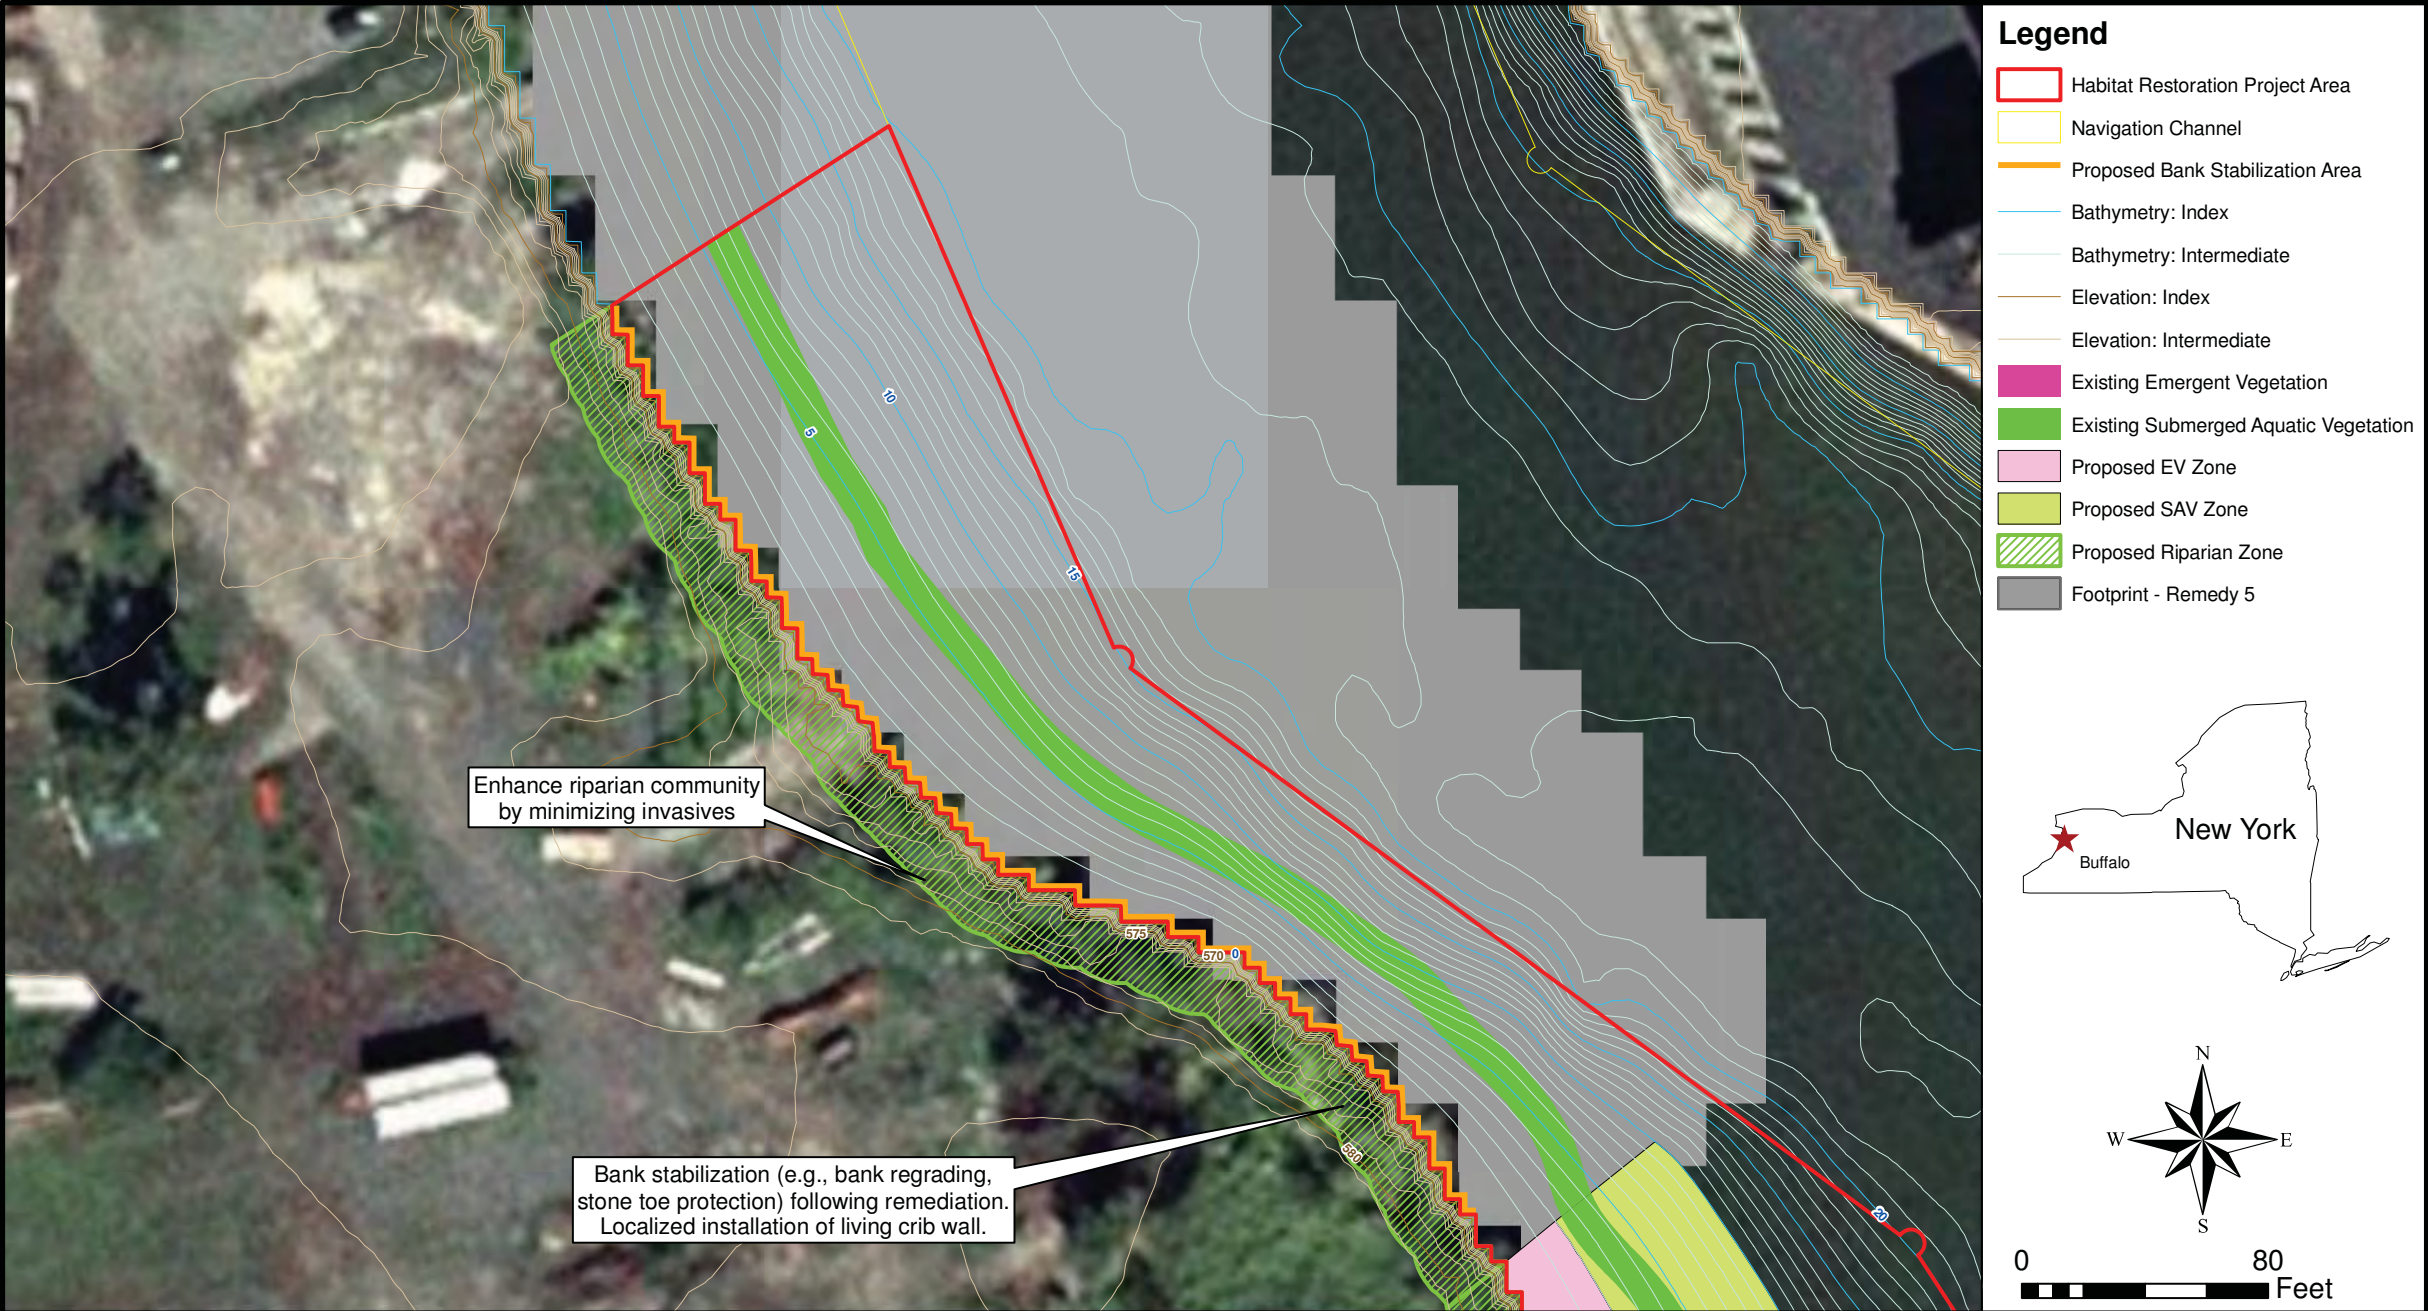 Legend
Habitat Restoration Project Area
Navigation Channel
Proposed Bank Stabilization Area
Bathymetry: Index
Bathymetry: Intermediate
Elevation: Index
Elevation: Intermediate
Existing Emergent Vegetation
Existing Submerged Aquatic Vegetation
Proposed EV Zone
Proposed SAV Zone
Proposed Riparian Zone
Footprint - Remedy 5
10
5
15
Enhance riparian community
by minimizing invasives
575
570 0
580
Bank stabilization (e.g., bank regrading,
stone toe protection) following remediation.
Localized installation of living crib wall.
20
New York
Buffalo
N
W E
S
0 80
Feet